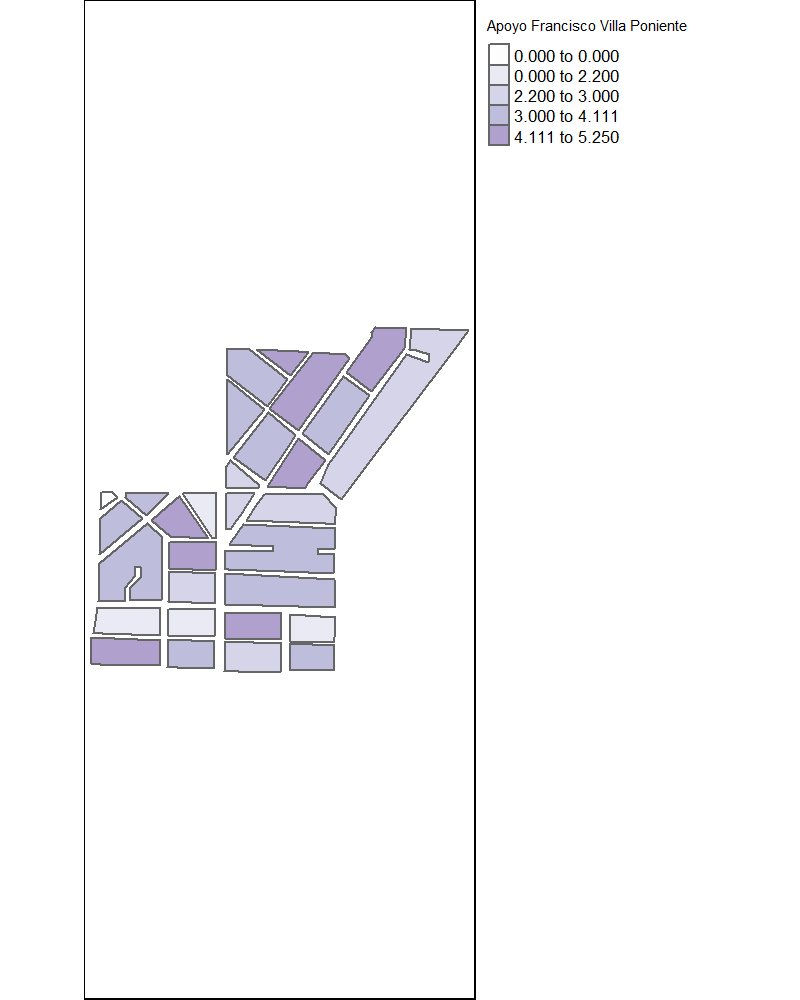 Apoyo Francisco Villa Poniente
0.000 to 0.000
0.000 to 2.200
2.200 to 3.000
3.000 to 4.111
4.111 to 5.250